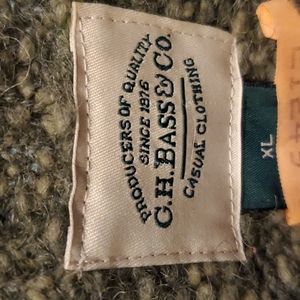 PRODUCERS OF QUALITY
SINCE 1876
G.H. BASS & CO.
CASUAL CLOTHING
XL